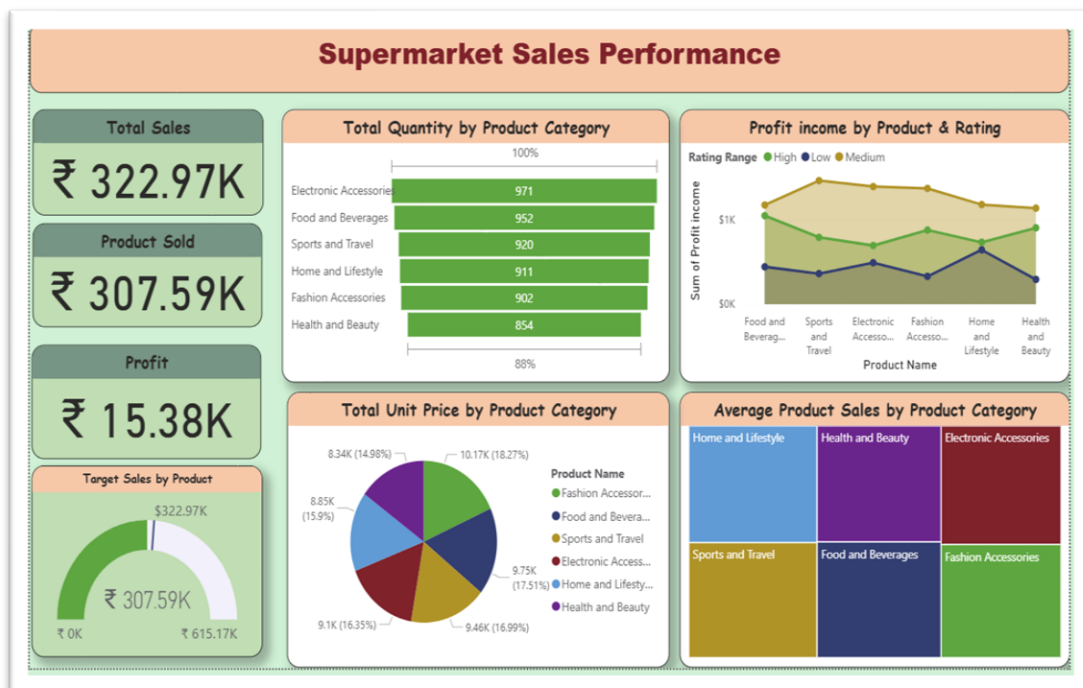 Supermarket Sales Performance
Total Sales
₹ 322.97K
Product Sold
₹ 307.59K
Profit
₹ 15.38K
Target Sales by Product
$322.97K
₹ 307.59K
₹ 0K
₹ 615.17K
Total Quantity by Product Category
100%
Electronic Accessories 971
Food and Beverages 952
Sports and Travel 920
Home and Lifestyle 911
Fashion Accessories 902
Health and Beauty 854
88%
Profit income by Product & Rating
Rating Range High Low Medium
Sum of Profit income
$1K
$0K
Food and Beverag...
Sports and Travel
Electronic Accesso...
Fashion Accesso...
Home and Lifestyle
Health and Beauty
Product Name
Total Unit Price by Product Category
8.34K (14.98%)
10.17K (18.27%)
8.85K
(15.9%)
9.75K
(17.51%)
9.1K (16.35%)
9.46K (16.99%)
Product Name
Fashion Accessor...
Food and Bevera...
Sports and Travel
Electronic Access...
Home and Lifesty...
Health and Beauty
Average Product Sales by Product Category
Home and Lifestyle
Health and Beauty
Electronic Accessories
Sports and Travel
Food and Beverages
Fashion Accessories